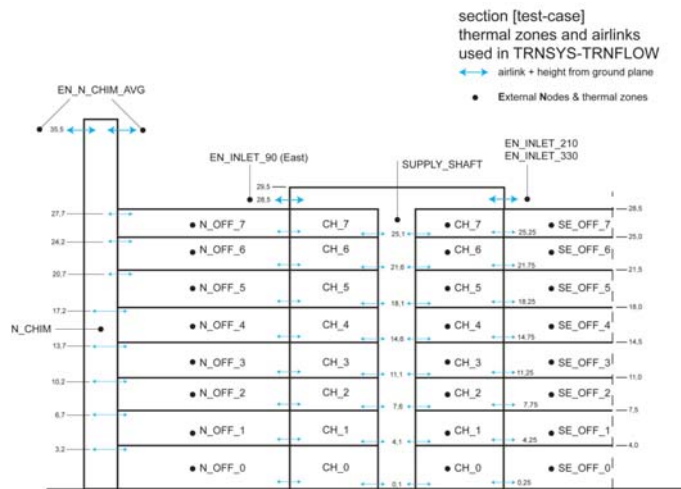 section [test-case]
thermal zones and airlinks
used in TRNSYS-TRNFLOW
airlink + height from ground plane
External Nodes & thermal zones
EN_N_CHIM_AVG
35,5
EN_INLET_90 (East)
SUPPLY_SHAFT
EN_INLET_210
EN_INLET_330
29,5
28,5
27,7
28,5
N_OFF_7
CH_7
CH_7
SE_OFF_7
25,1
25,25
25,0
24,2
N_OFF_6
CH_6
CH_6
SE_OFF_6
21,6
21,75
21,5
20,7
N_OFF_5
CH_5
CH_5
SE_OFF_5
18,1
18,25
18,0
17,2
N_CHIM
N_OFF_4
CH_4
CH_4
SE_OFF_4
14,6
14,75
14,5
13,7
N_OFF_3
CH_3
CH_3
SE_OFF_3
11,1
11,25
11,0
10,2
N_OFF_2
CH_2
CH_2
SE_OFF_2
7,6
7,75
7,5
6,7
N_OFF_1
CH_1
CH_1
SE_OFF_1
4,1
4,25
4,0
3,2
N_OFF_0
CH_0
CH_0
SE_OFF_0
0,1
0,25